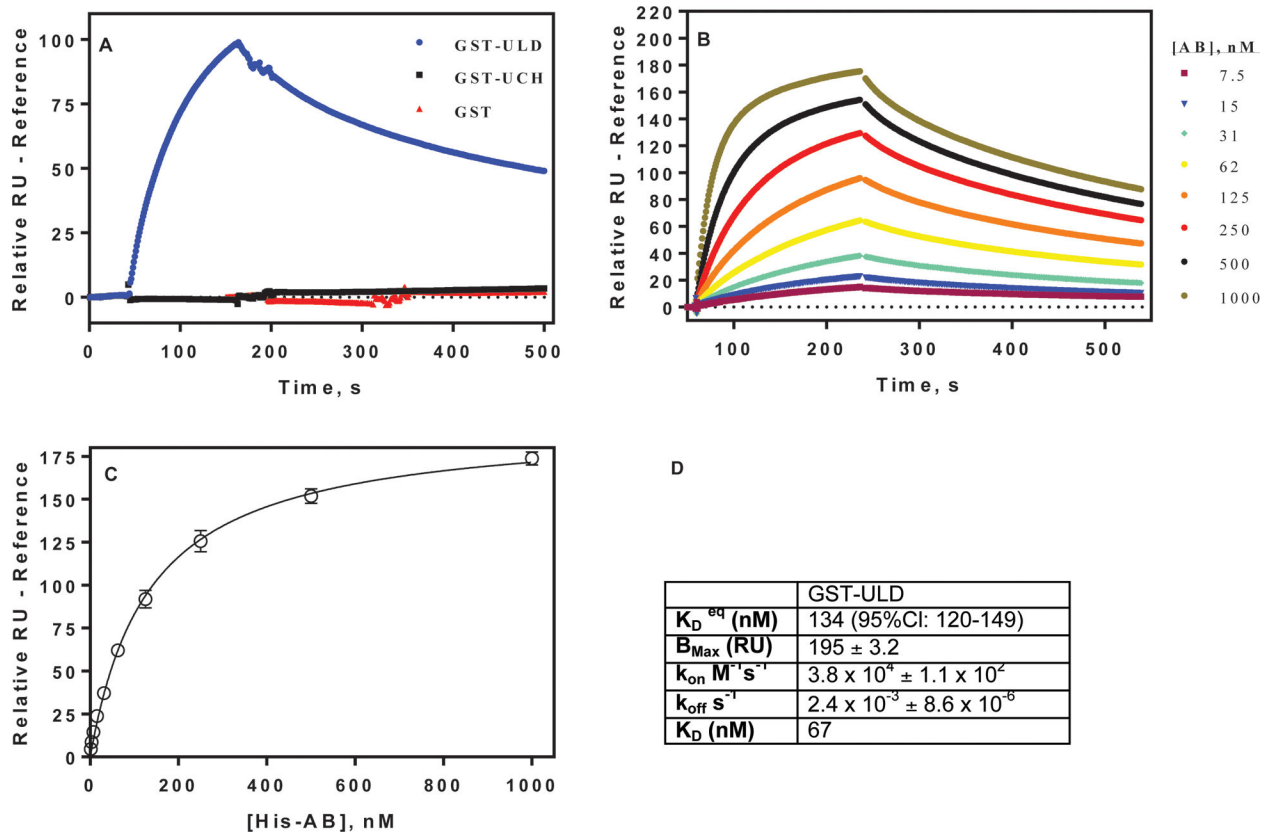 A
Relative RU - Reference
100
75
50
25
0
GST-ULD
GST-UCH
GST
0 100 200 300 400 500
Time, s
B
Relative RU - Reference
220
200
180
160
140
120
100
80
60
40
20
0
100 200 300 400 500
Time, s
[AB], nM
7.5
15
31
62
125
250
500
1000
C
Relative RU - Reference
175
150
125
100
75
50
25
0
0 200 400 600 800 1000
[His-AB], nM
D
GST-ULD
K_D^eq (nM) 134 (95%CI: 120-149)
B_Max (RU) 195 ± 3.2
k_on M^-1s^-1 3.8 x 10^4 ± 1.1 x 10^2
k_off s^-1 2.4 x 10^-3 ± 8.6 x 10^-6
K_D (nM) 67